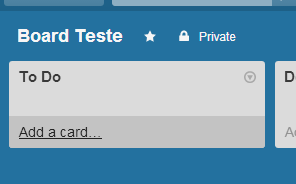 Board Teste Private
To Do D
Add a card... A